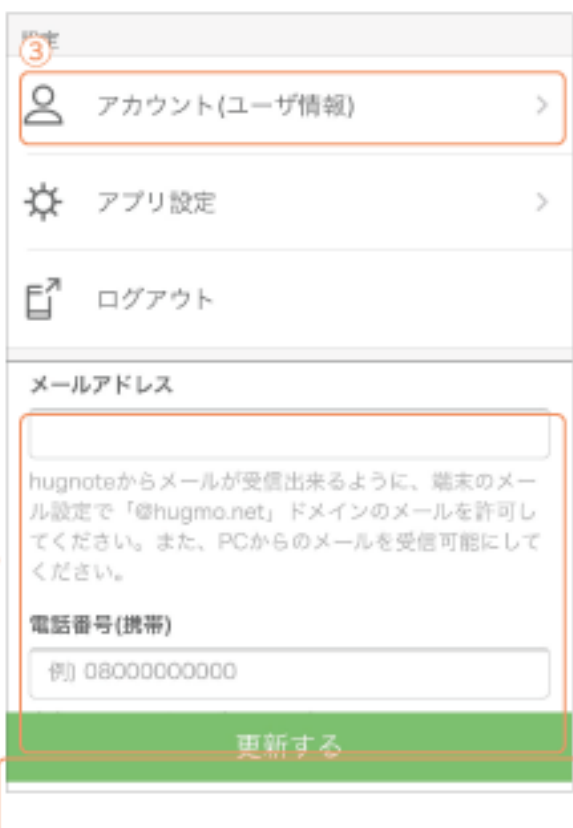 設定
③
アカウント(ユーザ情報)
アプリ設定
ログアウト
メールアドレス
hugnoteからメールが受信出来るように、端末のメー
ル設定で「@hugmo.net」ドメインのメールを許可し
てください。また、PCからのメールを受信可能にして
ください。
電話番号(携帯)
例) 08000000000
更新する